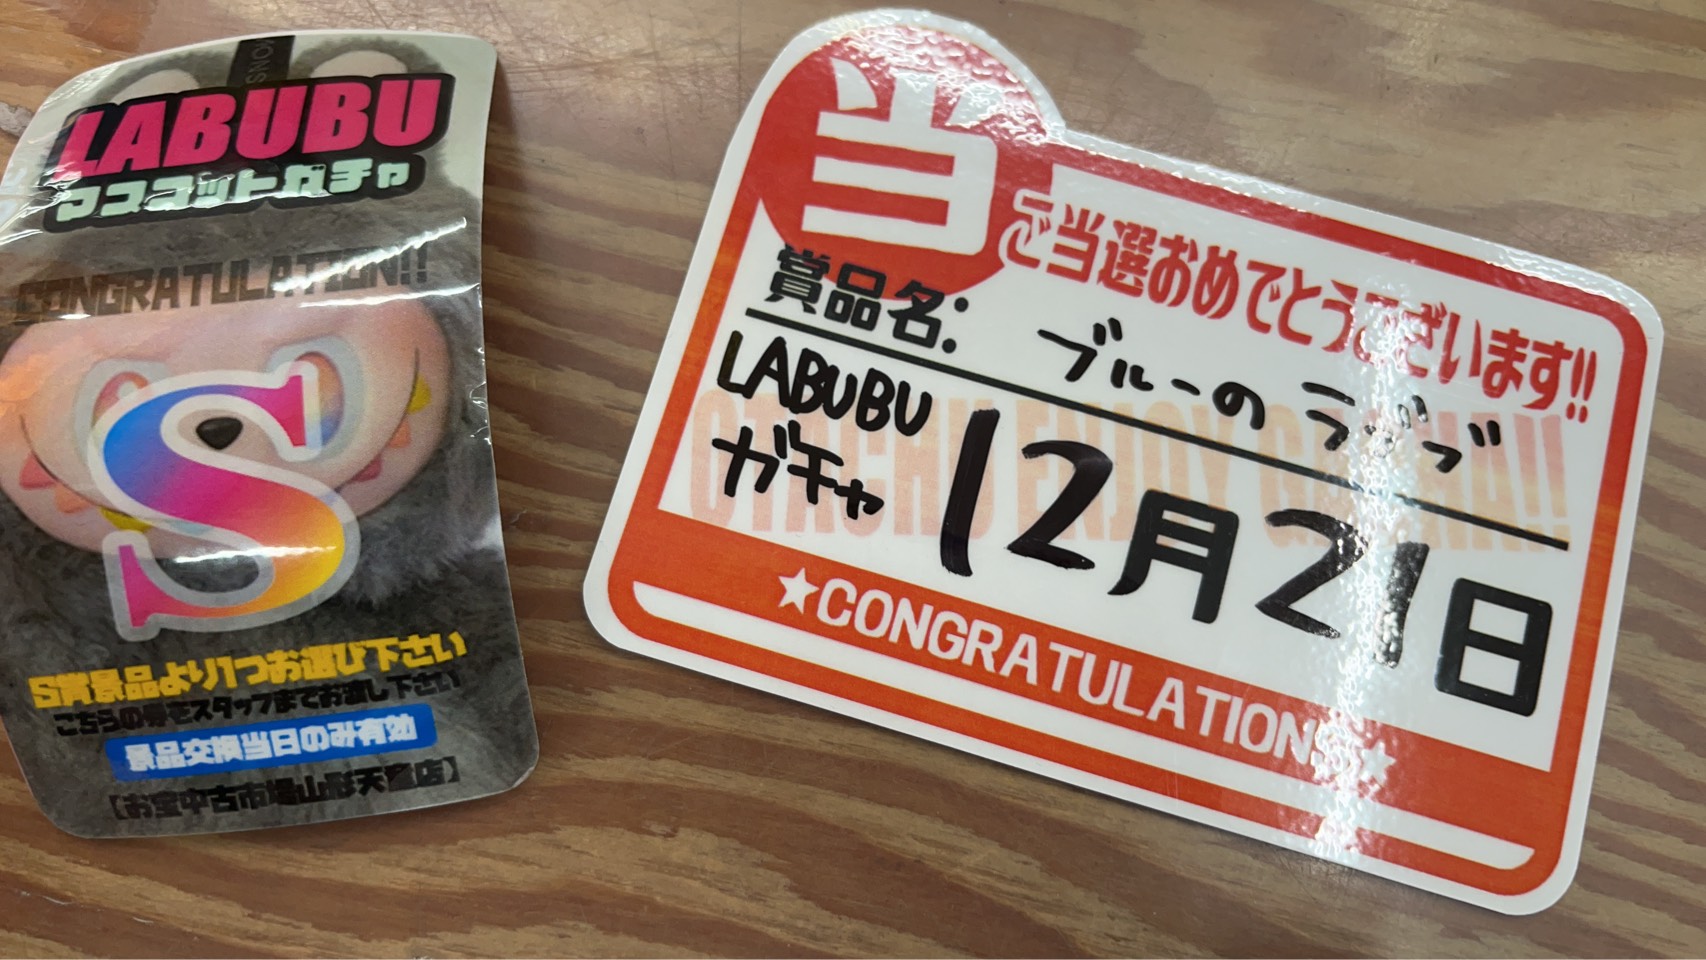 LABUBU
マスコットガチャ
CONGRATULATION!!
S
S賞景品より1つお選び下さい
こちらの券をスタッフまでお渡し下さい
景品交換当日のみ有効
【お宝中古市場山形天童店】
当
ご当選おめでとうございます!!
賞品名:
ブルーのラブブ
LABUBU
ガチャ
12月21日
OTACHU ENJOY GACHA!!
★CONGRATULATIONS★